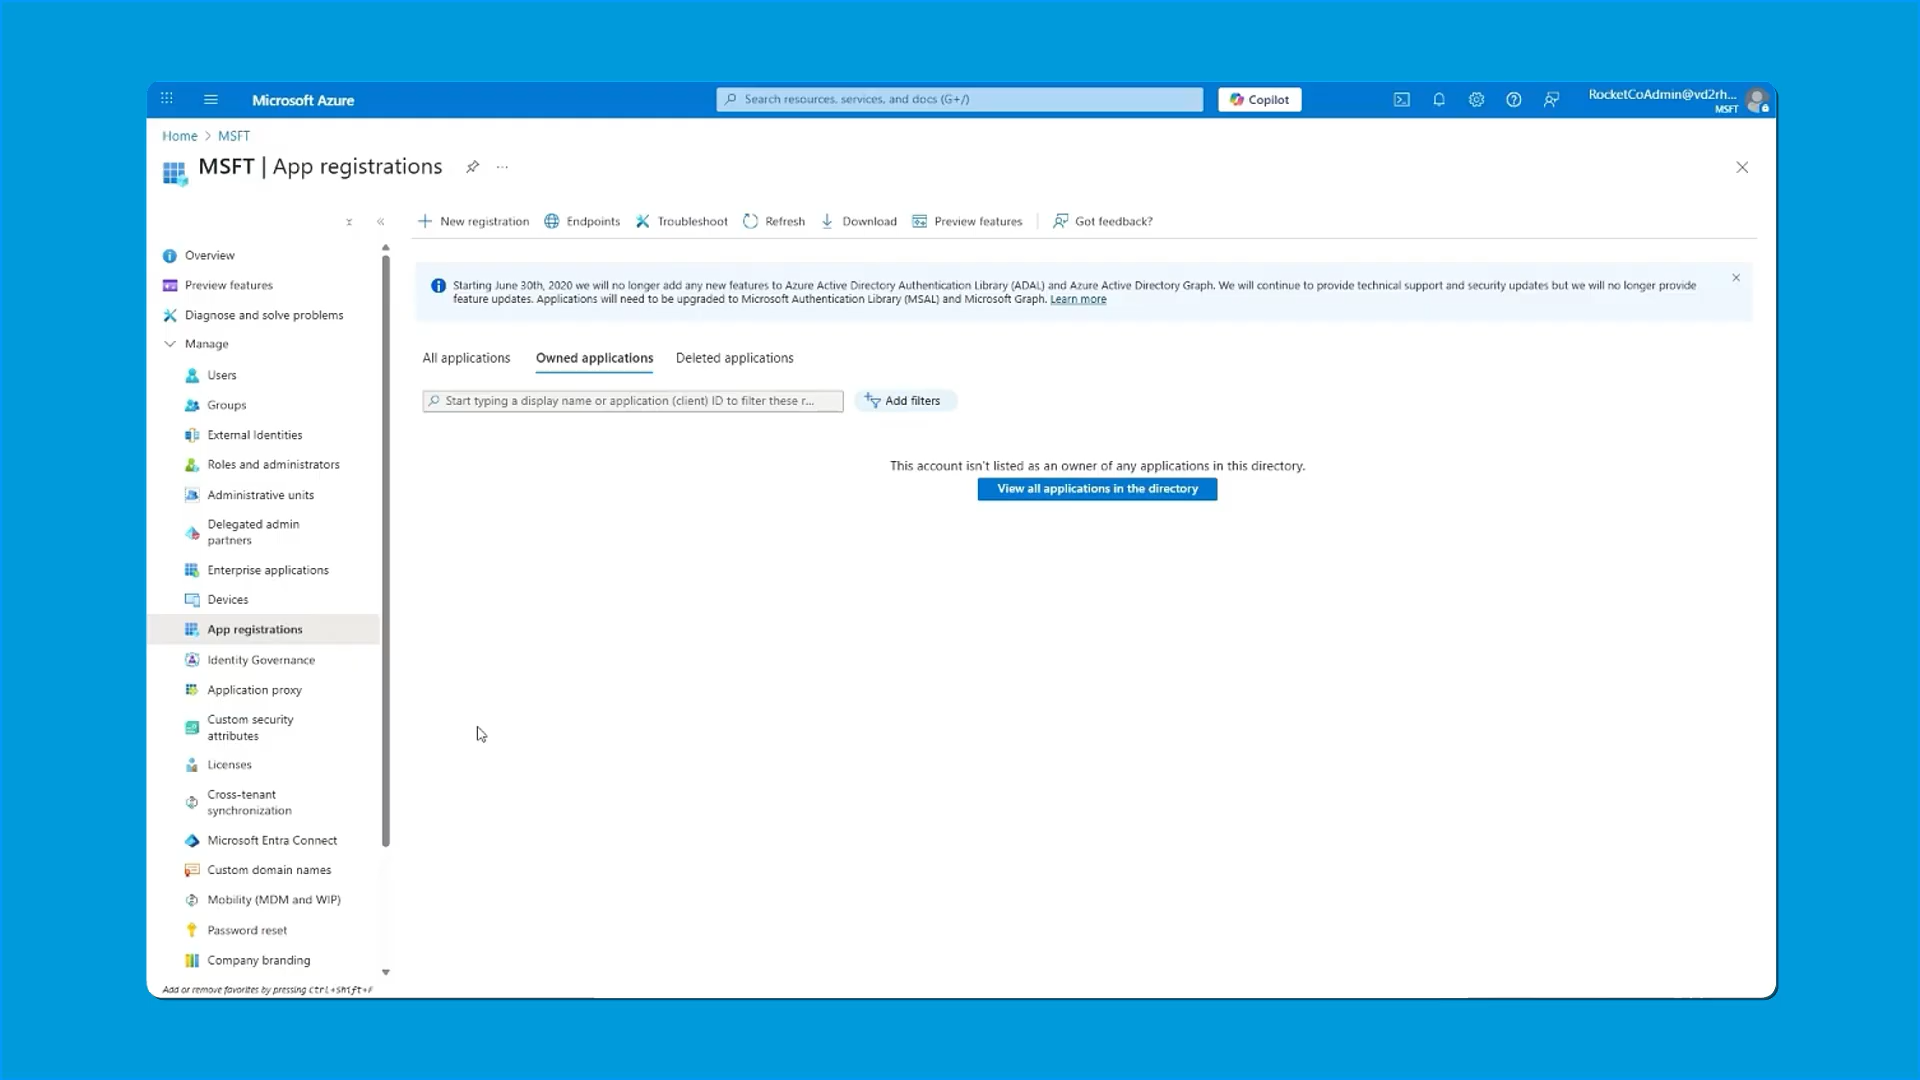 Microsoft Azure
Search resources, services, and docs (G+/)
Copilot
RocketCoAdmin@vd2rh...
MSFT
Home > MSFT
MSFT | App registrations
New registration
Endpoints
Troubleshoot
Refresh
Download
Preview features
Got feedback?
Overview
Preview features
Diagnose and solve problems
Manage
Users
Groups
External Identities
Roles and administrators
Administrative units
Delegated admin
partners
Enterprise applications
Devices
App registrations
Identity Governance
Application proxy
Custom security
attributes
Licenses
Cross-tenant
synchronization
Microsoft Entra Connect
Custom domain names
Mobility (MDM and WIP)
Password reset
Company branding
Add or remove favorites by pressing Ctrl+Shift+F
Starting June 30th, 2020 we will no longer add any new features to Azure Active Directory Authentication Library (ADAL) and Azure Active Directory Graph. We will continue to provide technical support and security updates but we will no longer provide
feature updates. Applications will need to be upgraded to Microsoft Authentication Library (MSAL) and Microsoft Graph. Learn more
All applications
Owned applications
Deleted applications
Start typing a display name or application (client) ID to filter these r...
Add filters
This account isn't listed as an owner of any applications in this directory.
View all applications in the directory